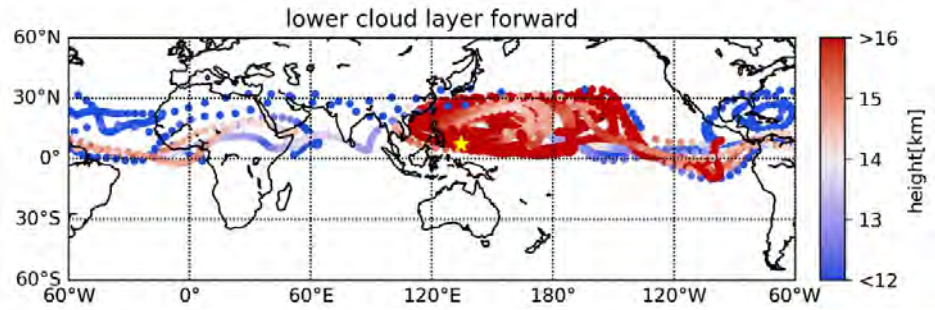 lower cloud layer forward
60°N
30°N
0°
30°S
60°S
60°W
0°
60°E
120°E
180°
120°W
60°W
>16
15
14
13
<12
height[km]